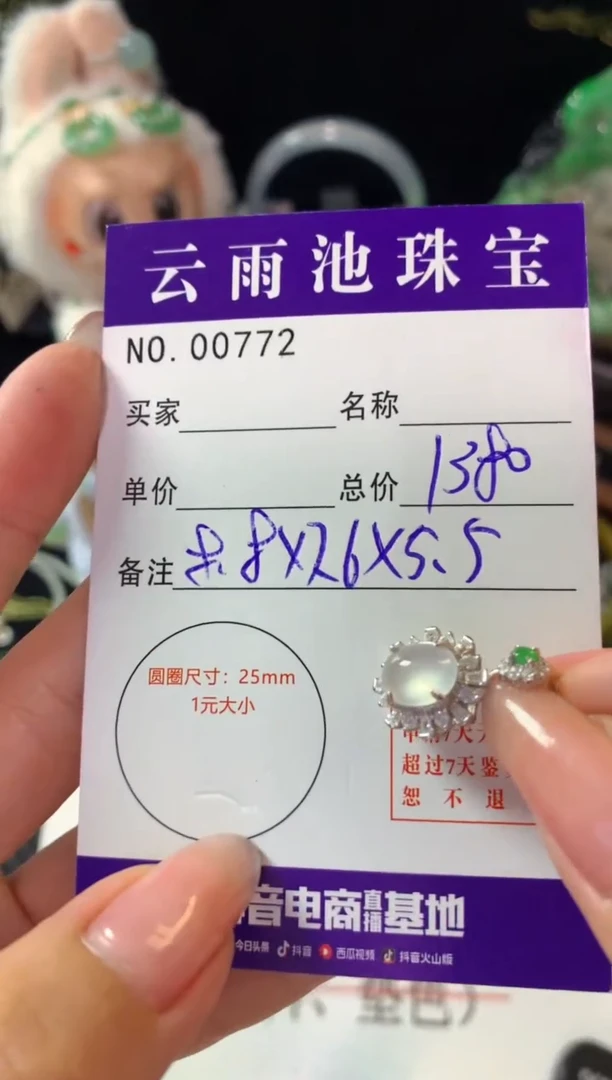 云雨池珠宝
NO. 00772
买家 名称
单价 总价 1380
备注 8.8X26X5.5
圆圈尺寸：25mm
1元大小
超过7天鉴
恕不退
音电商直播基地
今日头条 抖音 西瓜视频 抖音火山版